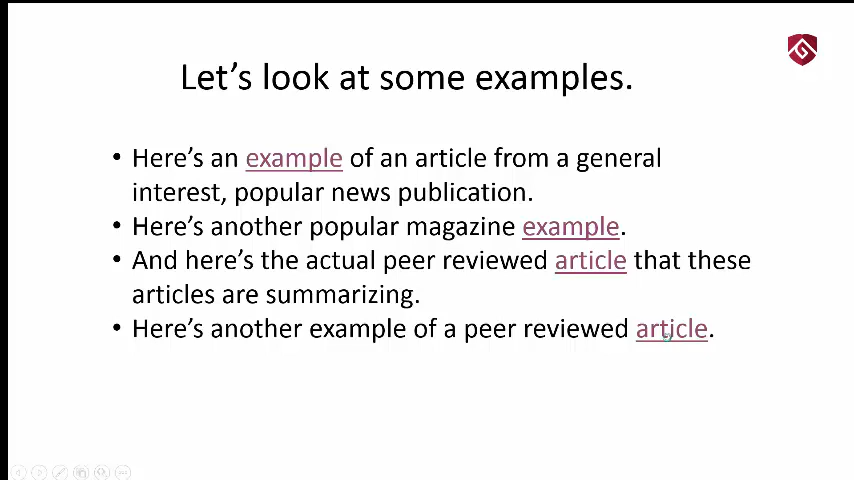 Let's look at some examples.
• Here's an example of an article from a general
interest, popular news publication.
• Here's another popular magazine example.
• And here's the actual peer reviewed article that these
articles are summarizing.
• Here's another example of a peer reviewed article.